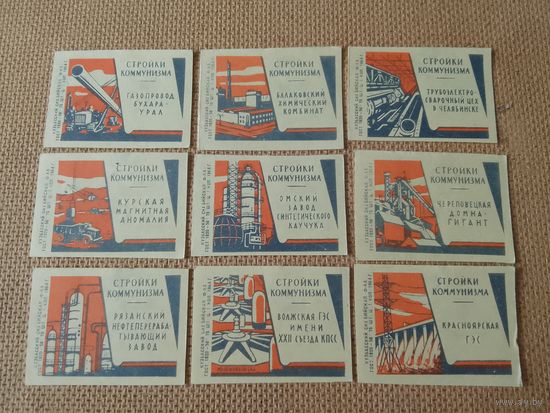 СТРОЙКИ
КОММУНИЗМА
ГАЗОПРОВОД
БУХАРА-
УРАЛ
СТРОЙКИ
КОММУНИЗМА
БАЛАКОВСКИЙ
ХИМИЧЕСКИЙ
КОМБИНАТ
СТРОЙКИ
КОММУНИЗМА
ТРУБОЭЛЕКТРО
СВАРОЧНЫЙ ЦЕХ
В ЧЕЛЯБИНСКЕ
СТРОЙКИ
КОММУНИЗМА
КУРСКАЯ
МАГНИТНАЯ
АНОМАЛИЯ
СТРОЙКИ
КОММУНИЗМА
ОМСКИЙ
ЗАВОД
СИНТЕТИЧЕСКОГО
КАУЧУКА
СТРОЙКИ
КОММУНИЗМА
ЧЕРЕПОВЕЦКАЯ
ДОМНА-
ГИГАНТ
СТРОЙКИ
КОММУНИЗМА
РЯЗАНСКИЙ
НЕФТЕПЕРЕРАБА-
ТЫВАЮЩИЙ
ЗАВОД
СТРОЙКИ
КОММУНИЗМА
ВОЛЖСКАЯ ГЭС
ИМЕНИ
XXII СЪЕЗДА КПСС
СТРОЙКИ
КОММУНИЗМА
КРАСНОЯРСКАЯ
ГЭС